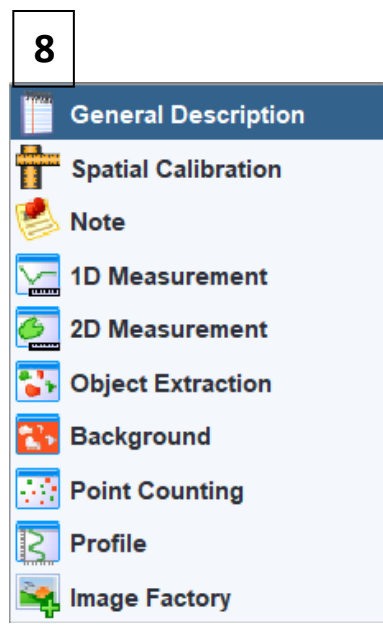 8
General Description
Spatial Calibration
Note
1D Measurement
2D Measurement
Object Extraction
Background
Point Counting
Profile
Image Factory